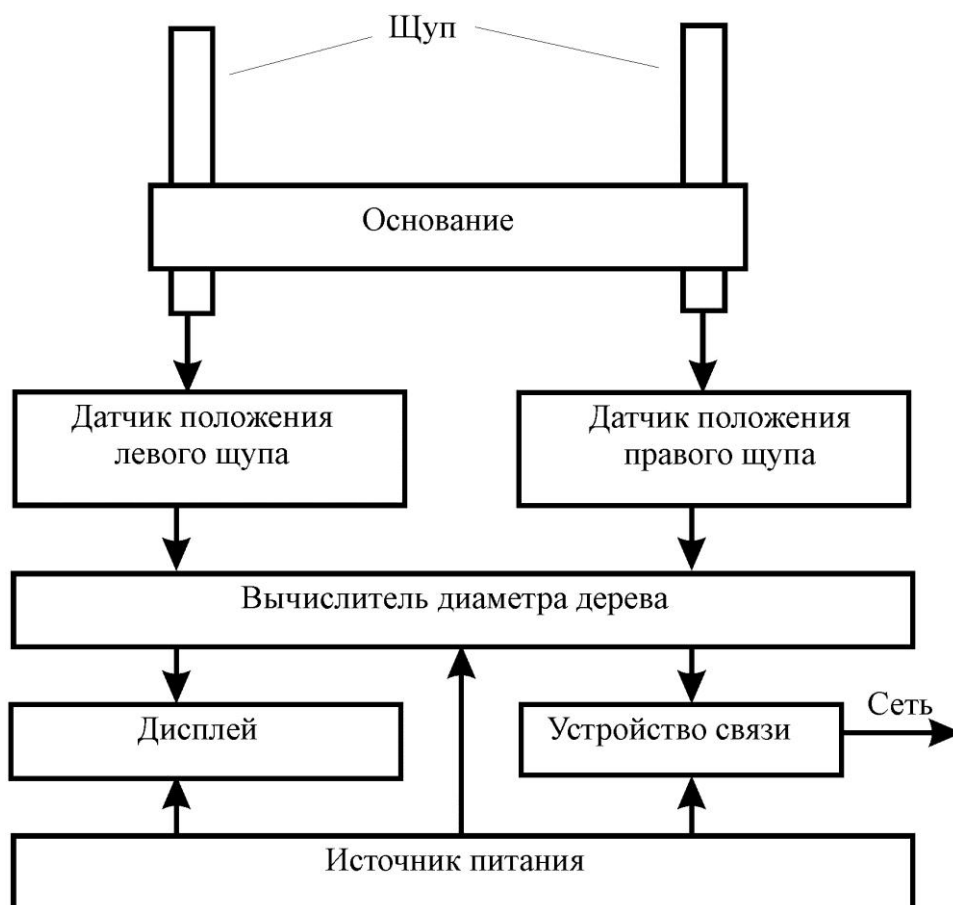 Щуп
Основание
Датчик положения
левого щупа
Датчик положения
правого щупа
Вычислитель диаметра дерева
Дисплей
Устройство связи
Сеть
Источник питания